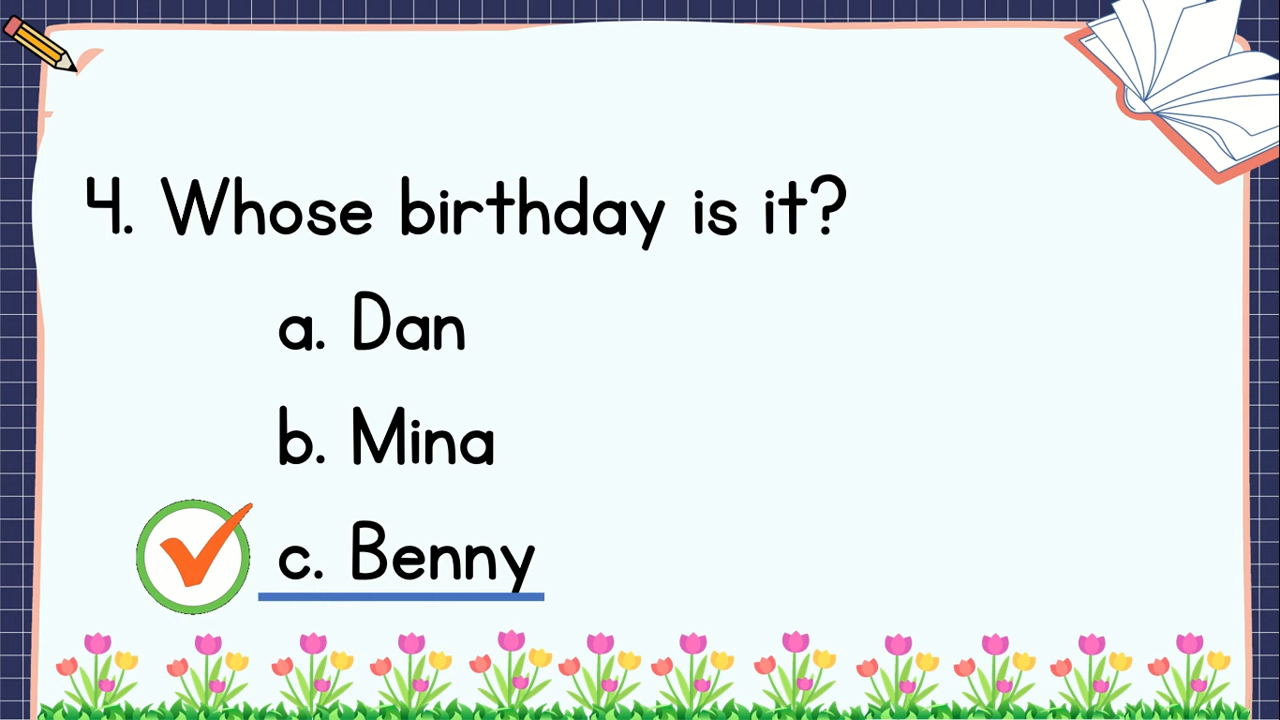 4. Whose birthday is it?
a. Dan
b. Mina
c. Benny